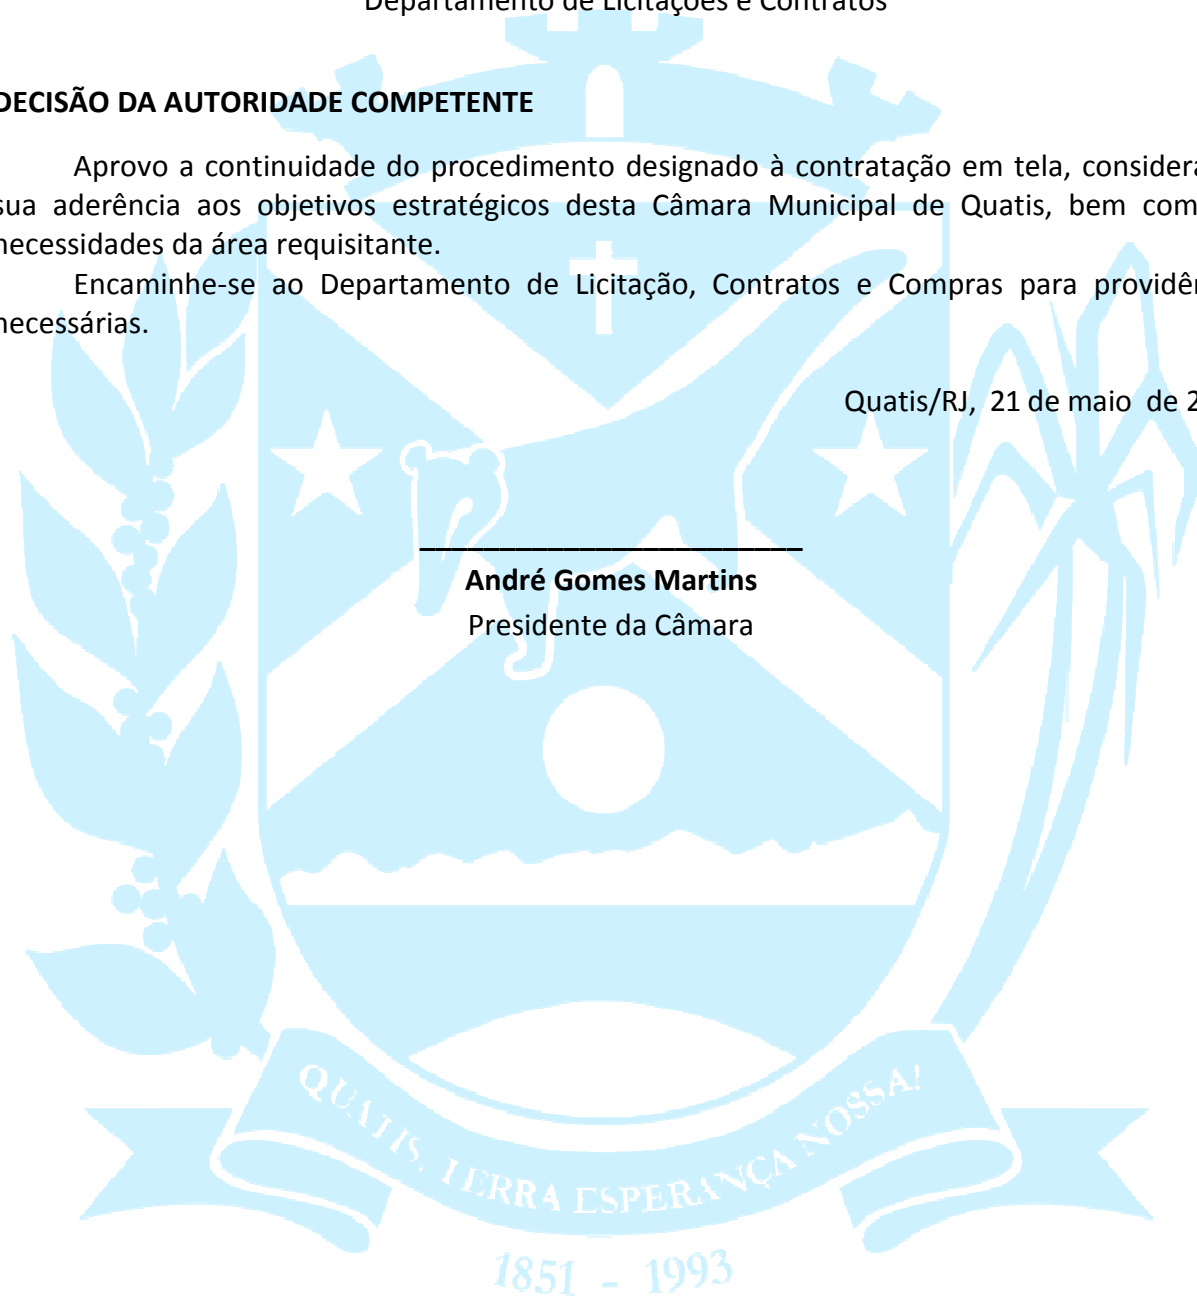 Departamento de Licitações e Contratos
DECISÃO DA AUTORIDADE COMPETENTE
Aprovo a continuidade do procedimento designado à contratação em tela, considera
sua aderência aos objetivos estratégicos desta Câmara Municipal de Quatis, bem com
necessidades da área requisitante.
Encaminhe-se ao Departamento de Licitação, Contratos e Compras para providên
necessárias.
Quatis/RJ, 21 de maio de 2
André Gomes Martins
Presidente da Câmara
QUATIS, TERRA ESPERANÇA NOSSA!
1851 - 1993